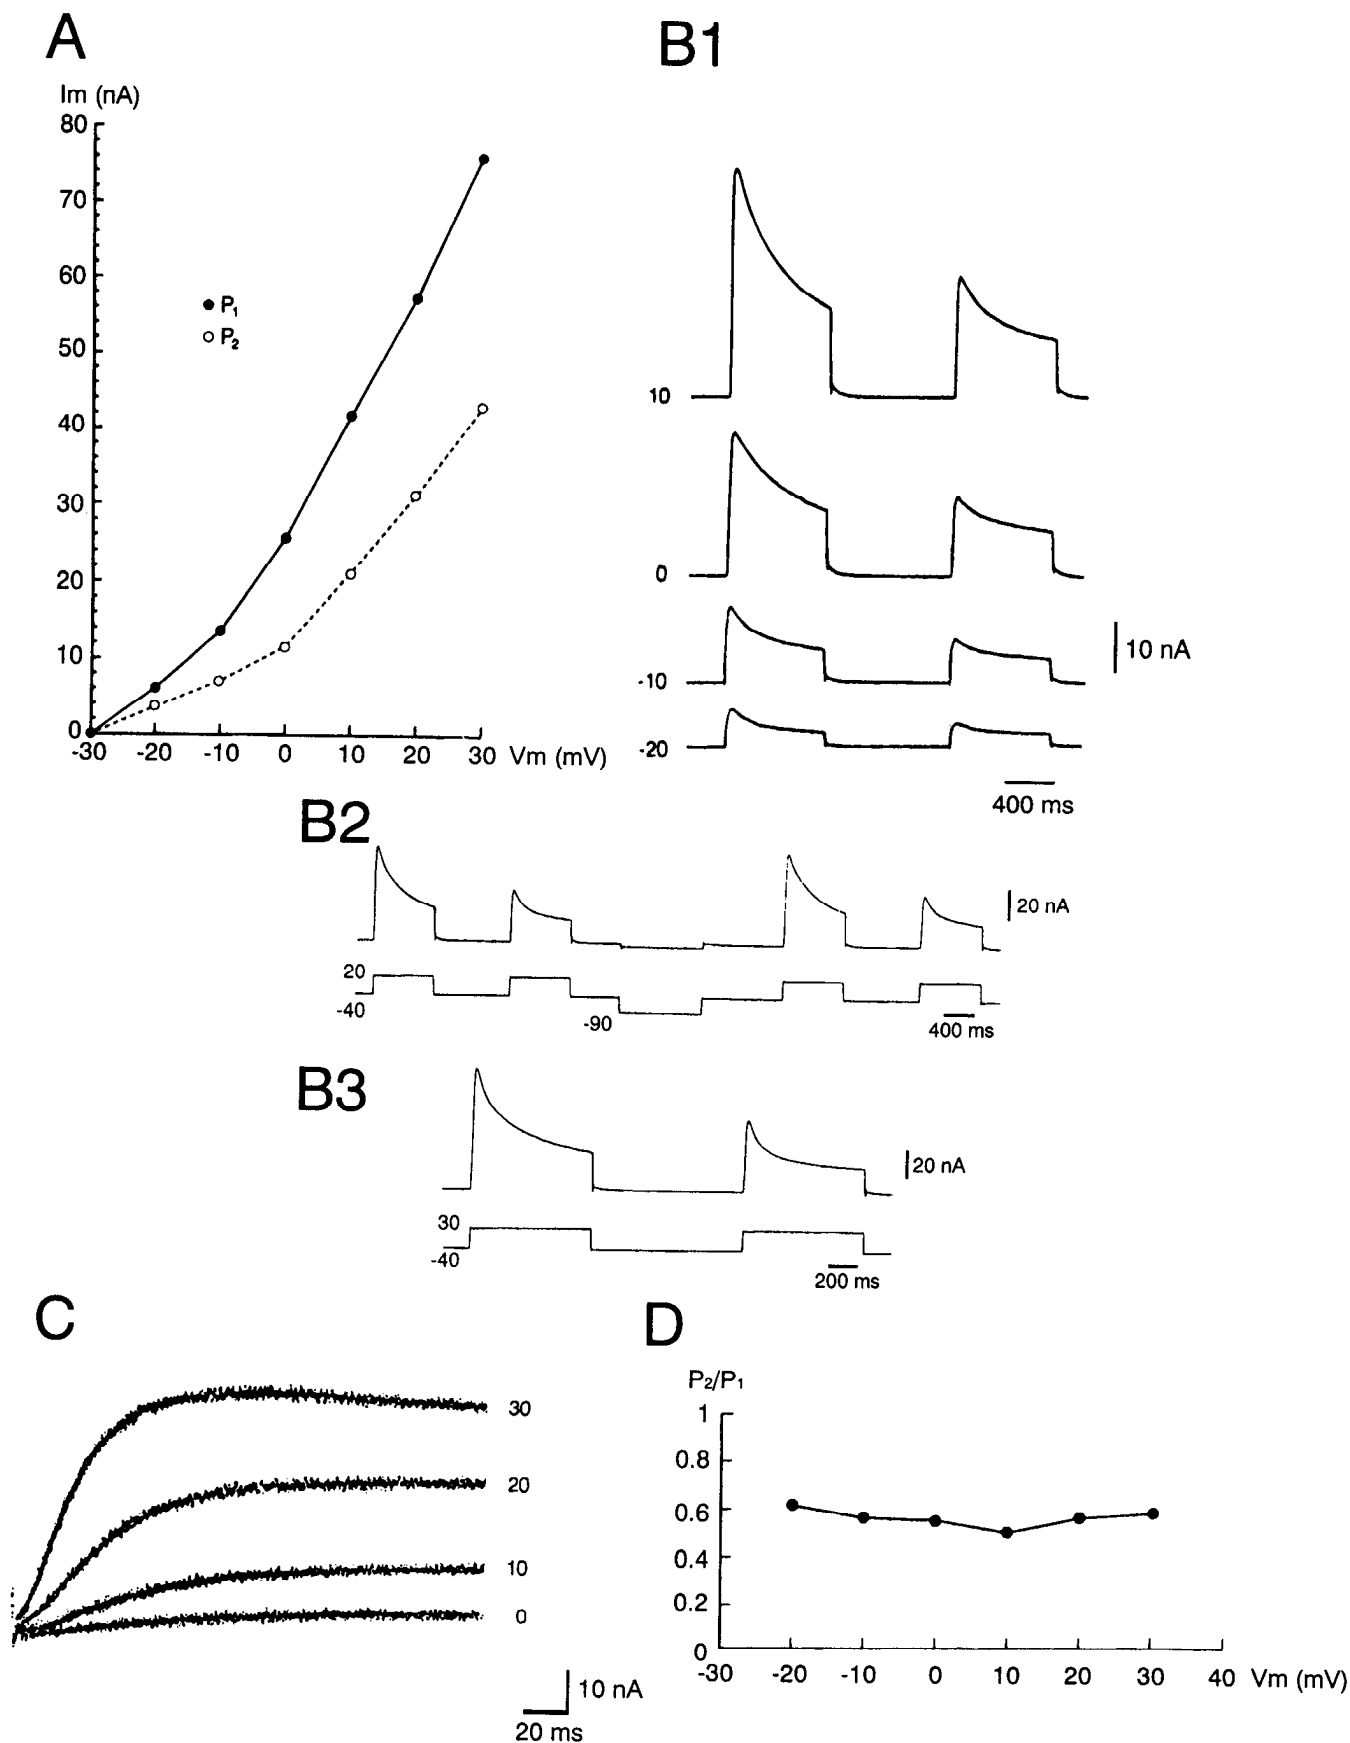 A
Im (nA)
80
70
60
50
40
30
20
10
0
P1
P2
-30 -20 -10 0 10 20 30 Vm (mV)
B1
10
0
-10
-20
10 nA
400 ms
B2
20 nA
20
-40
-90
400 ms
B3
20 nA
30
-40
200 ms
C
30
20
10
0
10 nA
20 ms
D
P2/P1
1
0.8
0.6
0.4
0.2
0
-30 -20 -10 0 10 20 30 40 Vm (mV)